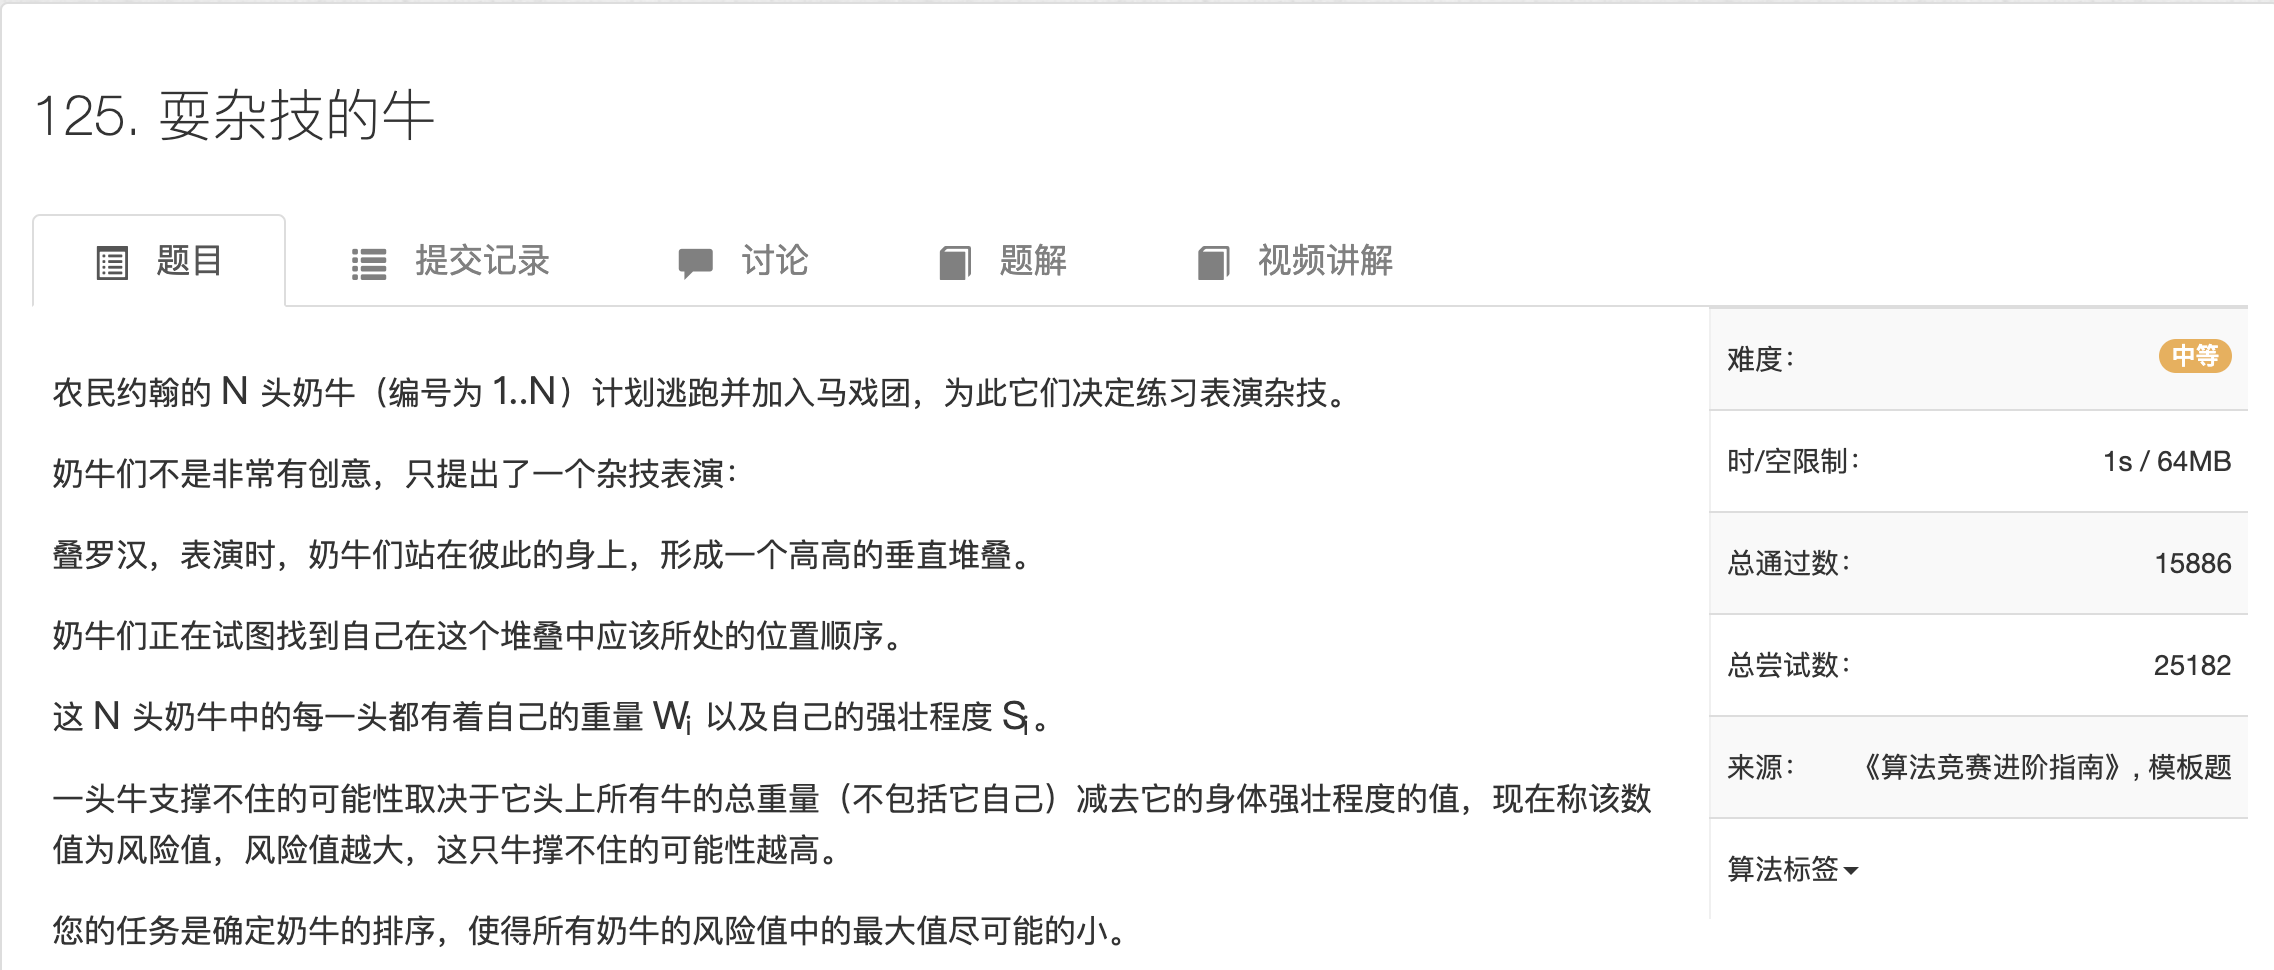 125. 耍杂技的牛
题目 提交记录 讨论 题解 视频讲解
农民约翰的 N 头奶牛（编号为 1..N）计划逃跑并加入马戏团，为此它们决定练习表演杂技。
奶牛们不是非常有创意，只提出了一个杂技表演：
叠罗汉，表演时，奶牛们站在彼此的身上，形成一个高高的垂直堆叠。
奶牛们正在试图找到自己在这个堆叠中应该所处的位置顺序。
这 N 头奶牛中的每一头都有着自己的重量 Wi 以及自己的强壮程度 Si。
一头牛支撑不住的可能性取决于它头上所有牛的总重量（不包括它自己）减去它的身体强壮程度的值，现在称该数
值为风险值，风险值越大，这只牛撑不住的可能性越高。
您的任务是确定奶牛的排序，使得所有奶牛的风险值中的最大值尽可能的小。
难度： 中等
时/空限制： 1s / 64MB
总通过数： 15886
总尝试数： 25182
来源： 《算法竞赛进阶指南》, 模板题
算法标签